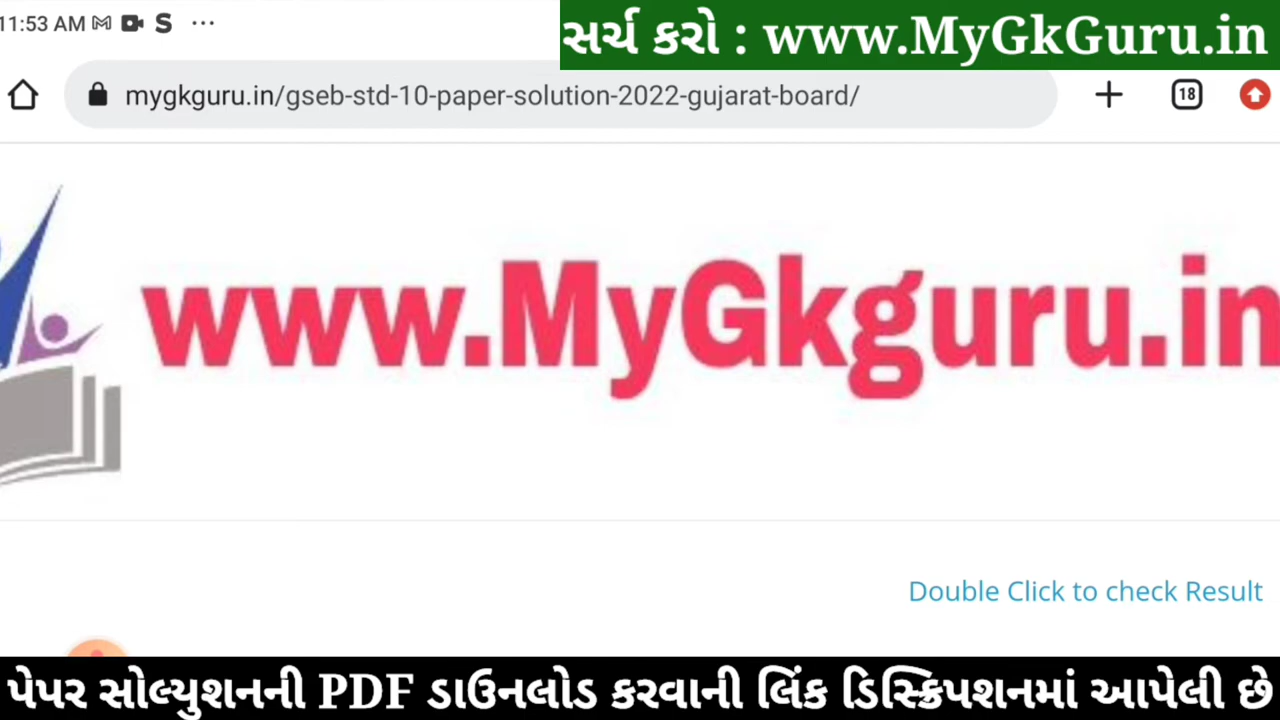 11:53 AM M S ...
સર્ચ કરો : www.MyGkGuru.in
mygkguru.in/gseb-std-10-paper-solution-2022-gujarat-board/
18
www.MyGkguru.in
Double Click to check Result
પેપર સોલ્યુશનની PDF ડાઉનલોડ કરવાની લિંક ડિસ્ક્રિપશનમાં આપેલી છે